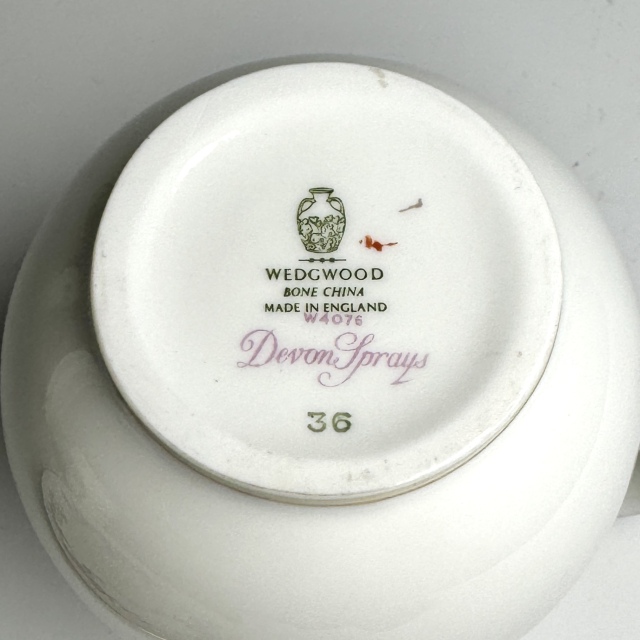 WEDGWOOD
BONE CHINA
MADE IN ENGLAND
W4076
Devon Sprays
36